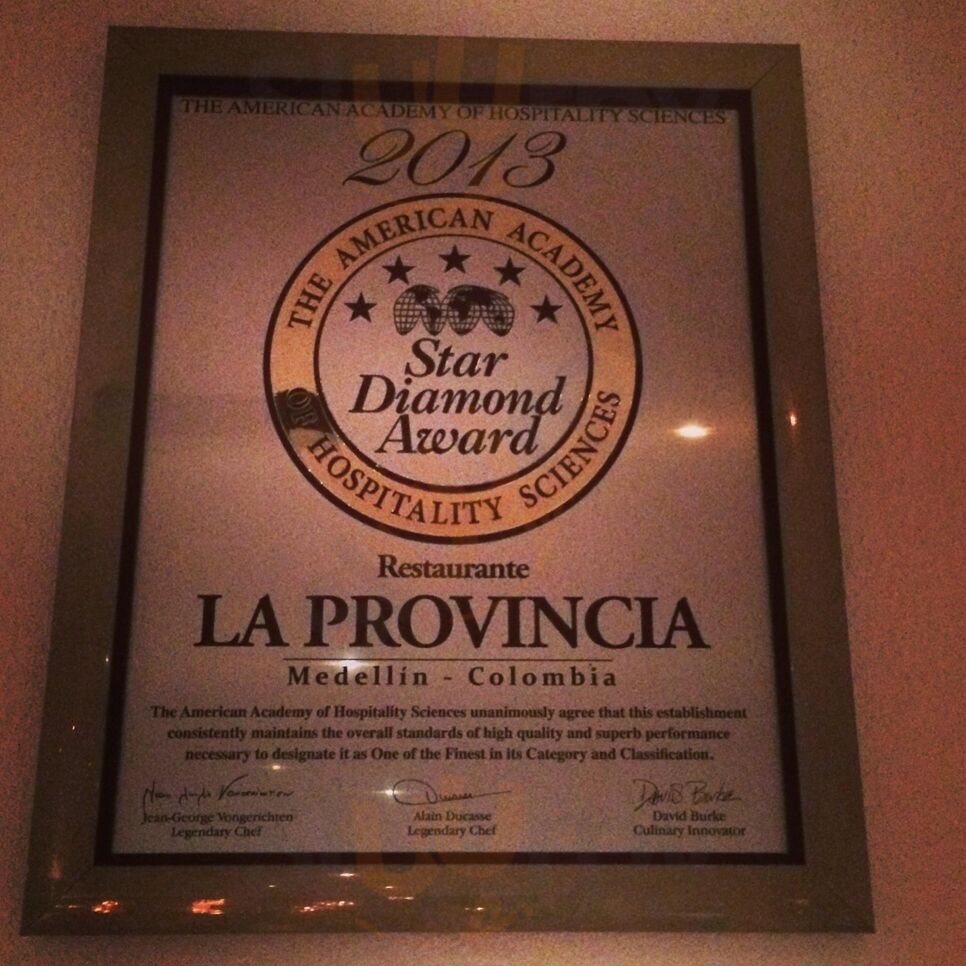 THE AMERICAN ACADEMY OF HOSPITALITY SCIENCES
2013
THE AMERICAN ACADEMY
OF HOSPITALITY SCIENCES
Star
Diamond
Award
Restaurante
LA PROVINCIA
Medellín - Colombia
The American Academy of Hospitality Sciences unanimously agree that this establishment
consistently maintains the overall standards of high quality and superb performance
necessary to designate it as One of the Finest in its Category and Classification.
David Burke
Jean-George Vongerichten Alain Ducasse David Burke
Legendary Chef Legendary Chef Culinary Innovator